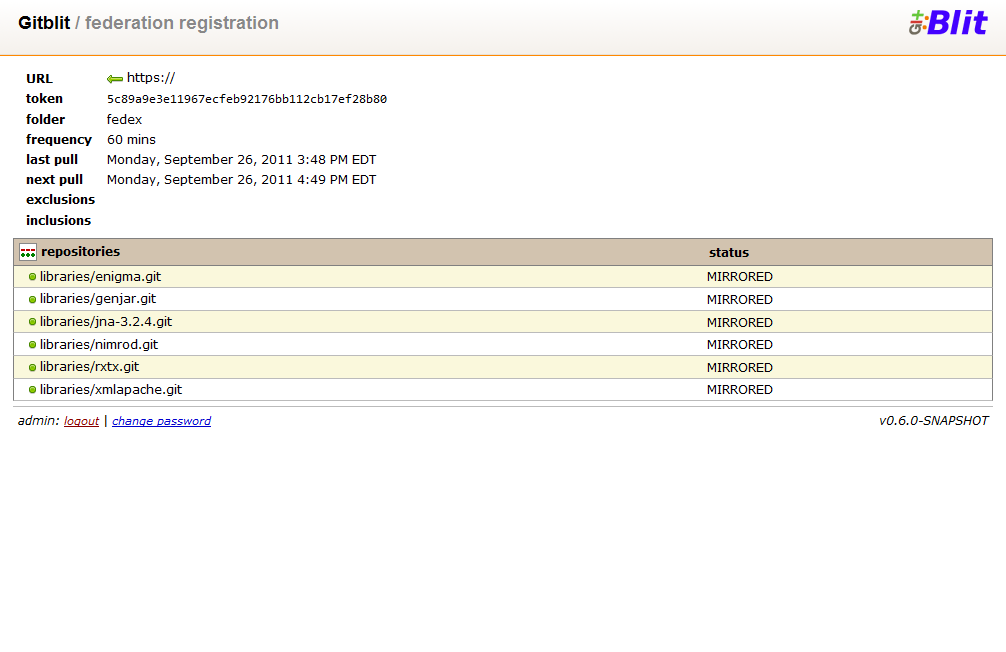 Gitblit / federation registration
Git:Blit
URL https://
token 5c89a9e3e11967ecfeb92176bb112cb17ef28b80
folder fedex
frequency 60 mins
last pull Monday, September 26, 2011 3:48 PM EDT
next pull Monday, September 26, 2011 4:49 PM EDT
exclusions
inclusions
repositories status
libraries/enigma.git MIRRORED
libraries/genjar.git MIRRORED
libraries/jna-3.2.4.git MIRRORED
libraries/nimrod.git MIRRORED
libraries/rxtx.git MIRRORED
libraries/xmlapache.git MIRRORED
admin: logout | change password v0.6.0-SNAPSHOT